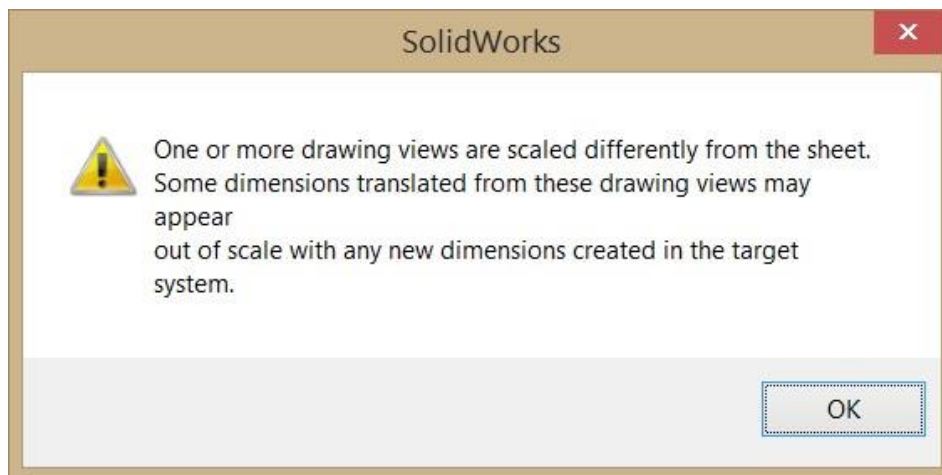 SolidWorks
One or more drawing views are scaled differently from the sheet.
Some dimensions translated from these drawing views may
appear
out of scale with any new dimensions created in the target
system.
OK